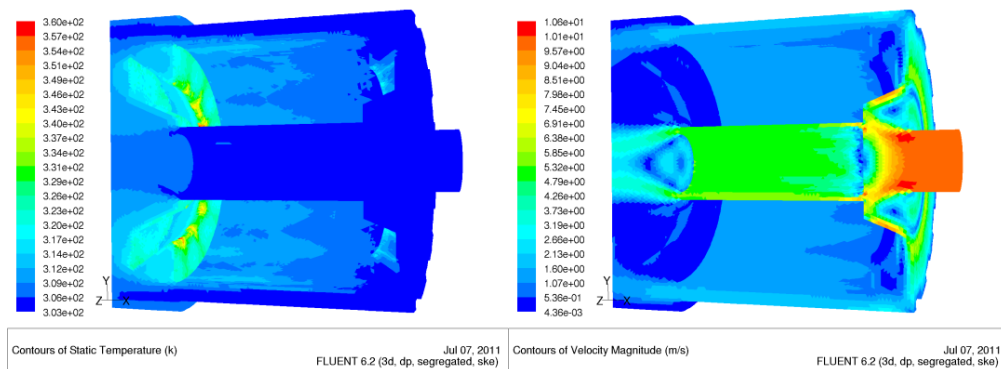 3.60e+02
3.57e+02
3.54e+02
3.51e+02
3.49e+02
3.46e+02
3.43e+02
3.40e+02
3.37e+02
3.34e+02
3.31e+02
3.29e+02
3.26e+02
3.23e+02
3.20e+02
3.17e+02
3.14e+02
3.12e+02
3.09e+02
3.06e+02
3.03e+02
Y
Z X
Contours of Static Temperature (k)
Jul 07, 2011
FLUENT 6.2 (3d, dp, segregated, ske)
1.06e+01
1.01e+01
9.57e+00
9.04e+00
8.51e+00
7.98e+00
7.45e+00
6.91e+00
6.38e+00
5.85e+00
5.32e+00
4.79e+00
4.26e+00
3.72e+00
3.19e+00
2.66e+00
2.13e+00
1.60e+00
1.07e+00
5.36e-01
4.36e-03
Y
Z X
Contours of Velocity Magnitude (m/s)
Jul 07, 2011
FLUENT 6.2 (3d, dp, segregated, ske)